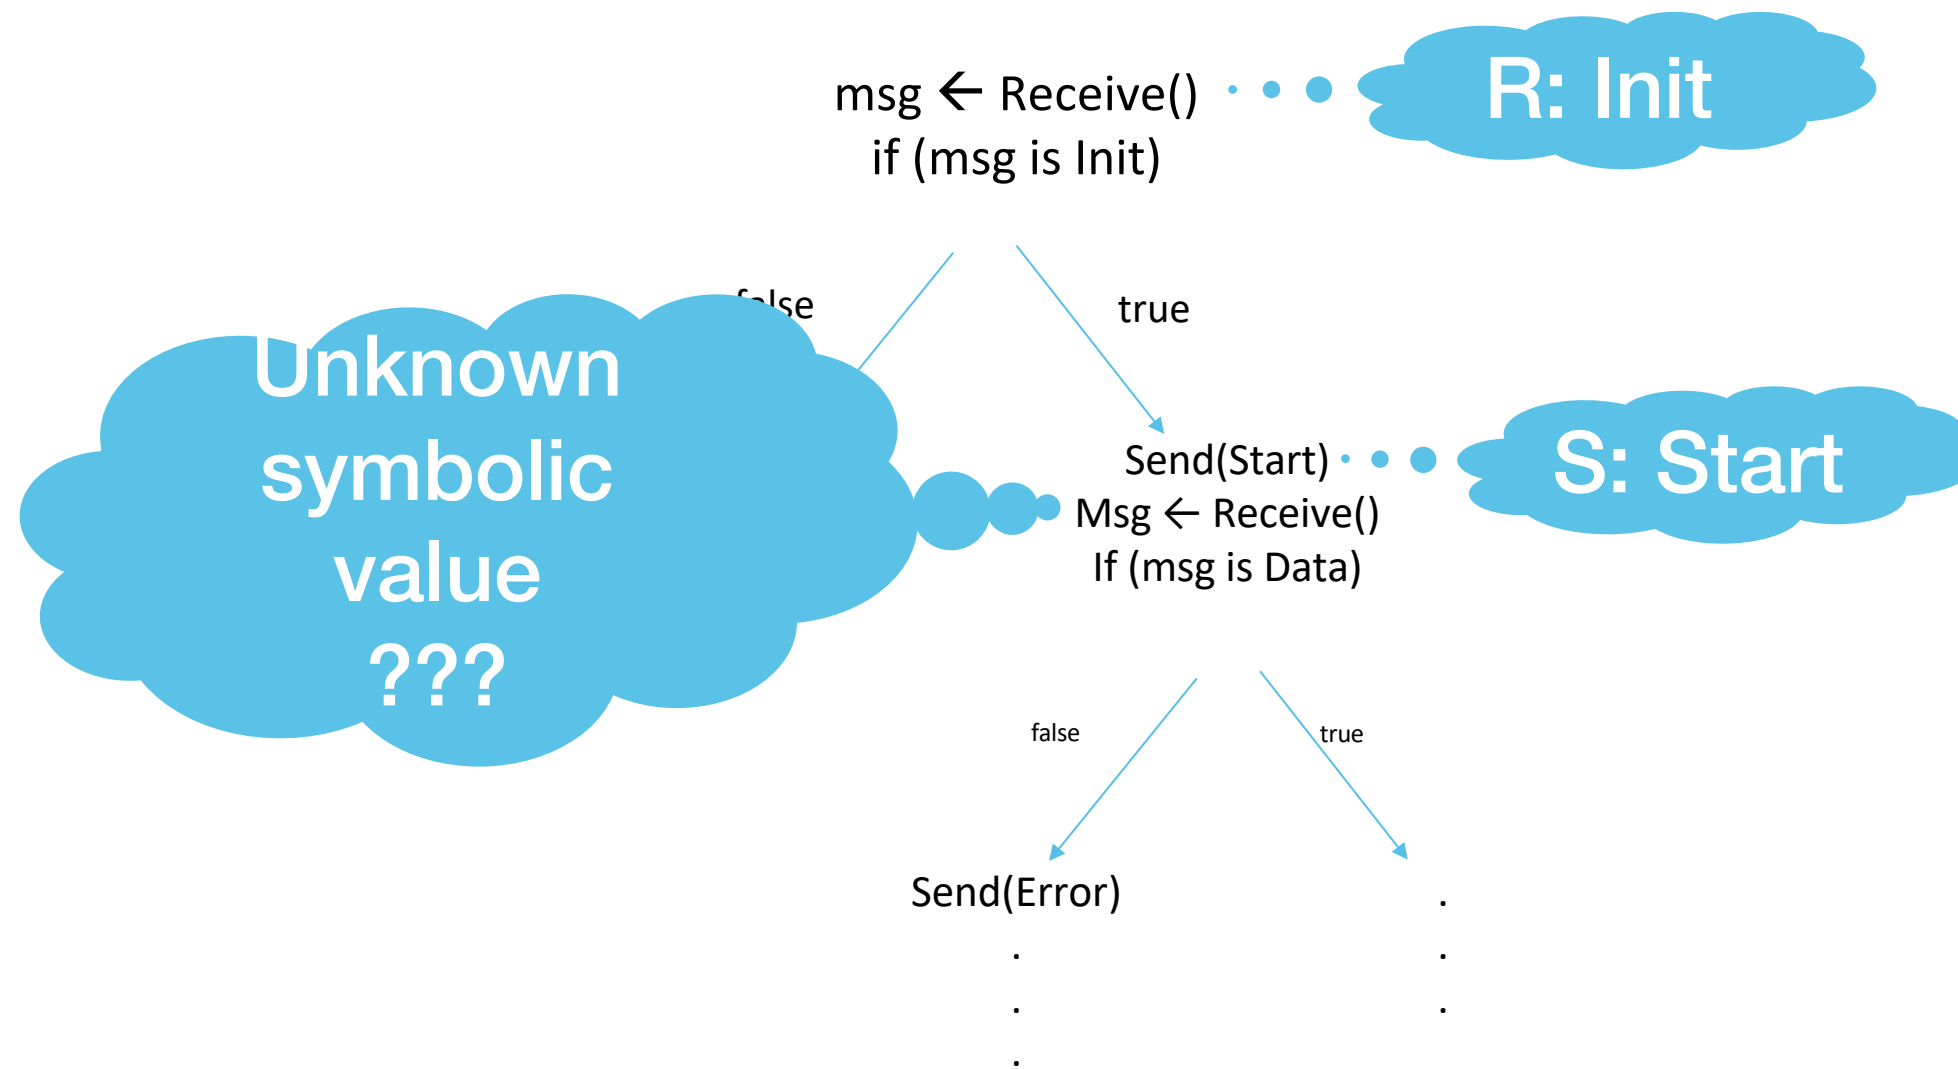 msg ← Receive()
if (msg is Init)
R: Init
false
true
Unknown
symbolic
value
???
Send(Start)
Msg ← Receive()
If (msg is Data)
S: Start
false
true
Send(Error)
.
.
.
.
.
.